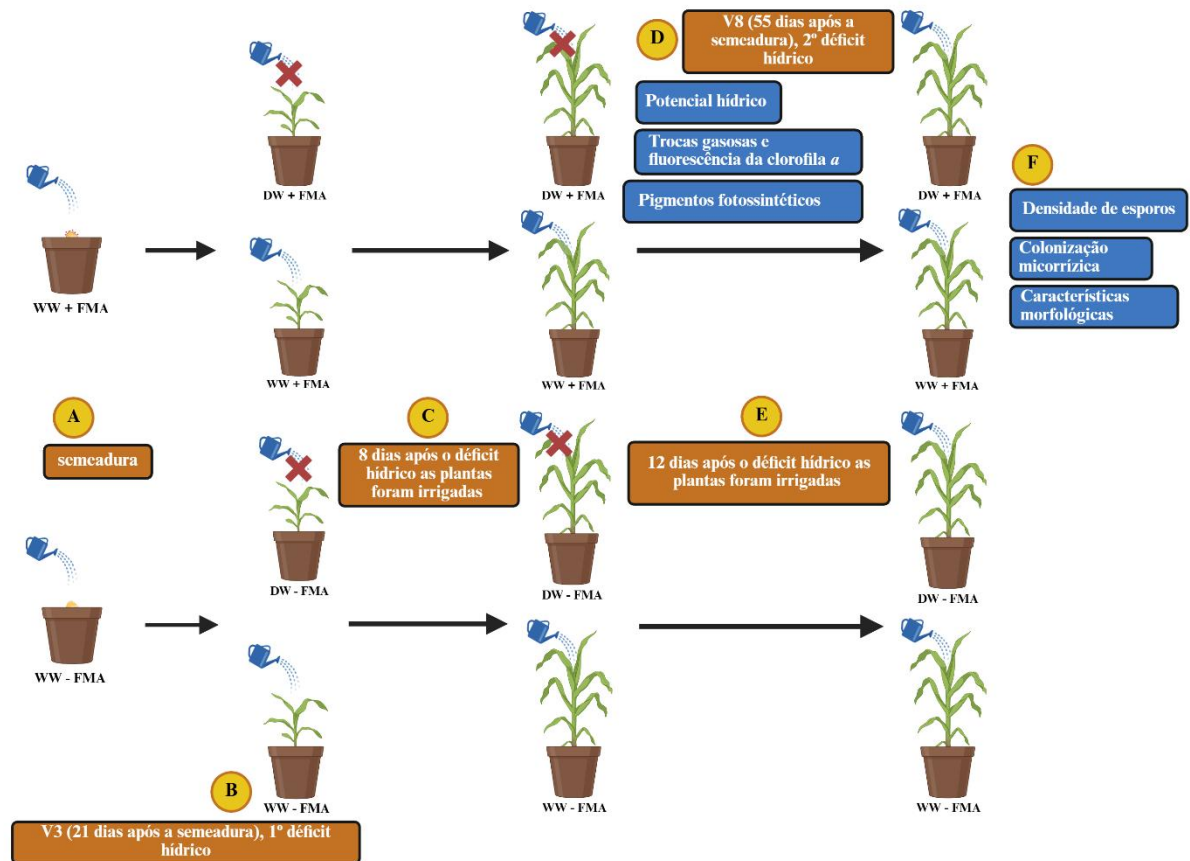 D
V8 (55 dias após a
semeadura), 2º déficit
hídrico
Potencial hídrico
Trocas gasosas e
fluorescência da clorofila a
Pigmentos fotossintéticos
DW + FMA
DW + FMA
DW + FMA
F
Densidade de esporos
Colonização
micorrízica
Características
morfológicas
WW + FMA
WW + FMA
WW + FMA
WW + FMA
A
semeadura
C
8 dias após o déficit
hídrico as plantas
foram irrigadas
E
12 dias após o déficit hídrico as
plantas foram irrigadas
DW - FMA
DW - FMA
DW - FMA
WW - FMA
WW - FMA
WW - FMA
WW - FMA
B
V3 (21 dias após a semeadura), 1º déficit
hídrico